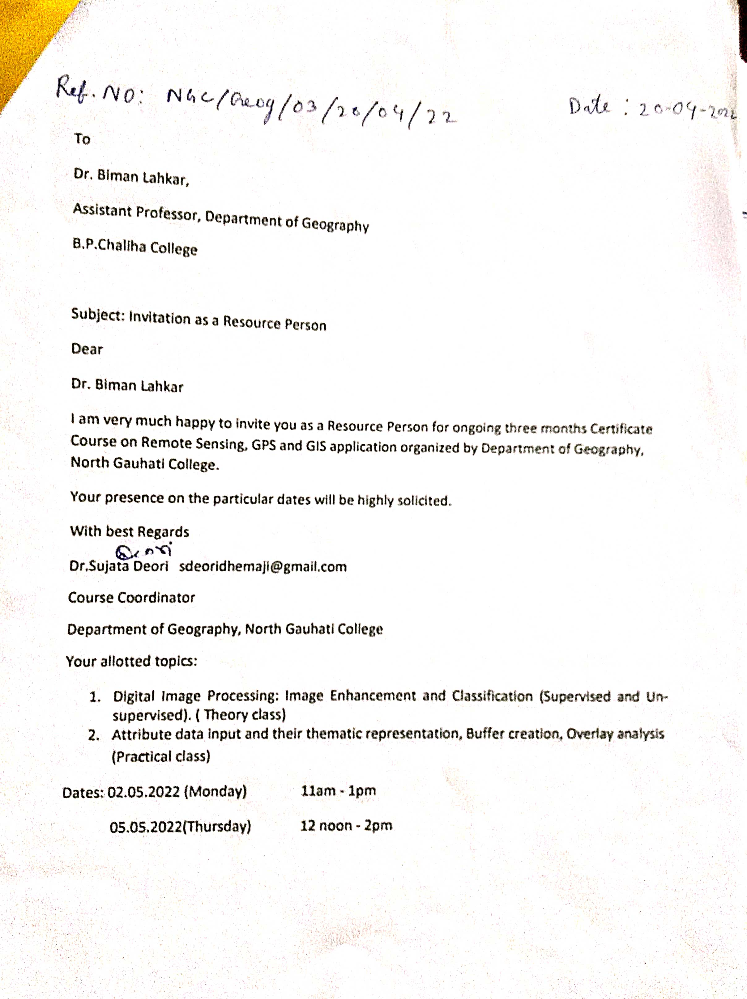 Ref. NO: NGC/Geog/03/20/04/22 Date : 20-04-2022
To
Dr. Biman Lahkar,
Assistant Professor, Department of Geography
B.P.Chaliha College
Subject: Invitation as a Resource Person
Dear
Dr. Biman Lahkar
I am very much happy to invite you as a Resource Person for ongoing three months Certificate
Course on Remote Sensing, GPS and GIS application organized by Department of Geography,
North Gauhati College.
Your presence on the particular dates will be highly solicited.
With best Regards
Dr.Sujata Deori sdeoridhemaji@gmail.com
Course Coordinator
Department of Geography, North Gauhati College
Your allotted topics:
1. Digital Image Processing: Image Enhancement and Classification (Supervised and Un-
supervised). ( Theory class)
2. Attribute data input and their thematic representation, Buffer creation, Overlay analysis
(Practical class)
Dates: 02.05.2022 (Monday) 11am - 1pm
05.05.2022(Thursday) 12 noon - 2pm